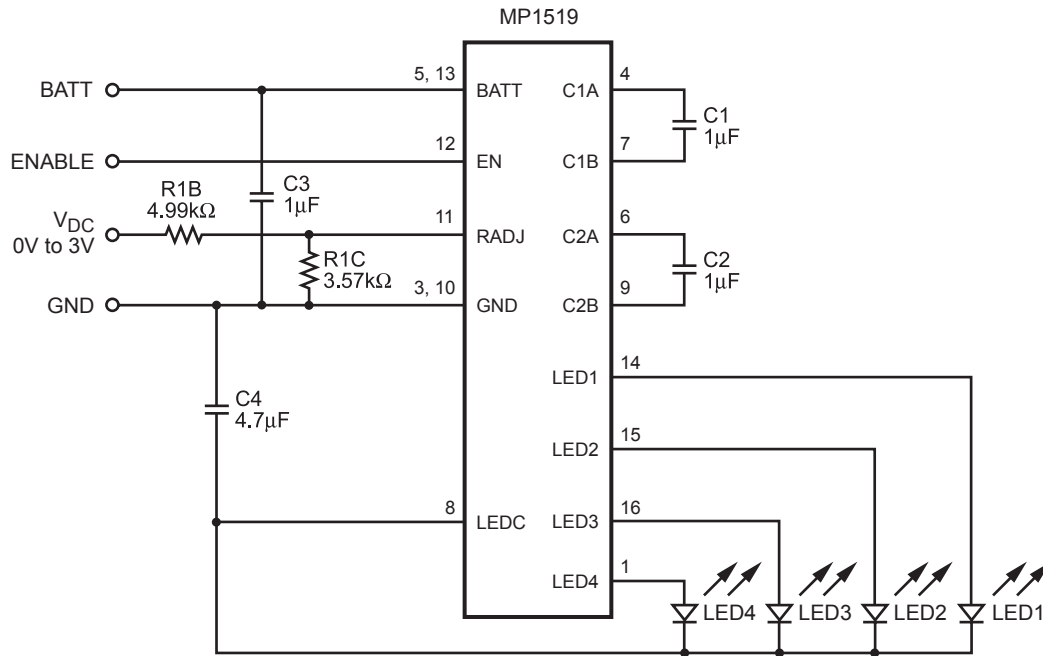 MP1519
BATT
5, 13
BATT
C1A
4
C1
1µF
ENABLE
12
EN
C1B
7
R1B
4.99kΩ
C3
1µF
VDC
0V to 3V
11
RADJ
C2A
6
R1C
3.57kΩ
C2
1µF
GND
3, 10
GND
C2B
9
LED1
14
C4
4.7µF
LED2
15
8
LEDC
LED3
16
LED4
1
LED4
LED3
LED2
LED1